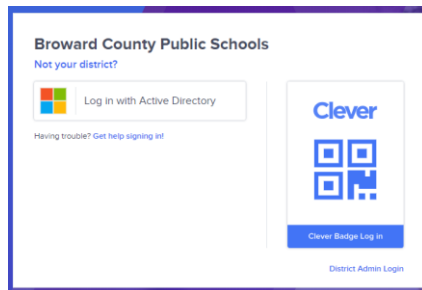 Broward County Public Schools
Not your district?
Log in with Active Directory
Having trouble? Get help signing in!
Clever
Clever Badge Log in
District Admin Login